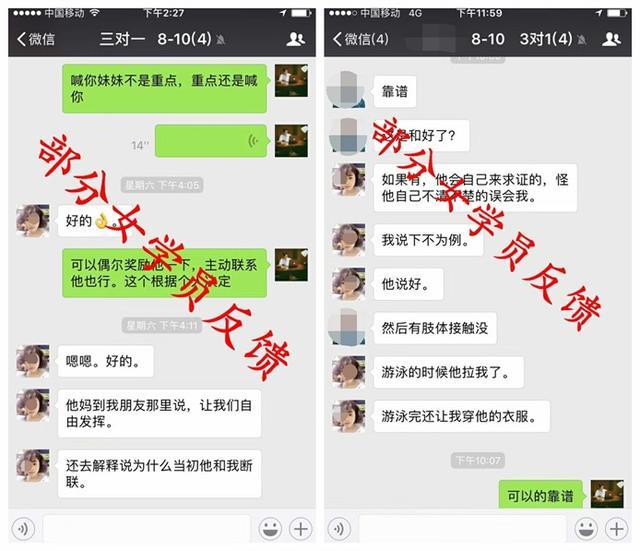 中国移动 下午2:27
微信 三对一 8-10(4)
喊你妹妹不是重点，重点还是喊
你
14"
星期六 下午4:05
好的👌。
可以偶尔奖励他一下，主动联系
他也行。这个根据个 定
星期六 下午4:11
嗯嗯。好的。
他妈到我朋友那里说，让我们自
由发挥。
还去解释说为什么当初他和我断
联。
部分女学员反馈
中国移动 4G 下午11:59
微信(4) 8-10 3对1(4)
靠谱
这是和好了？
如果有，他会自己来求证的，怪
他自己不清不楚的误会我。
我说下不为例。
他说好。
然后有肢体接触没
游泳的时候他拉我了。
游泳完还让我穿他的衣服。
下午10:07
可以的靠谱
部分女学员反馈